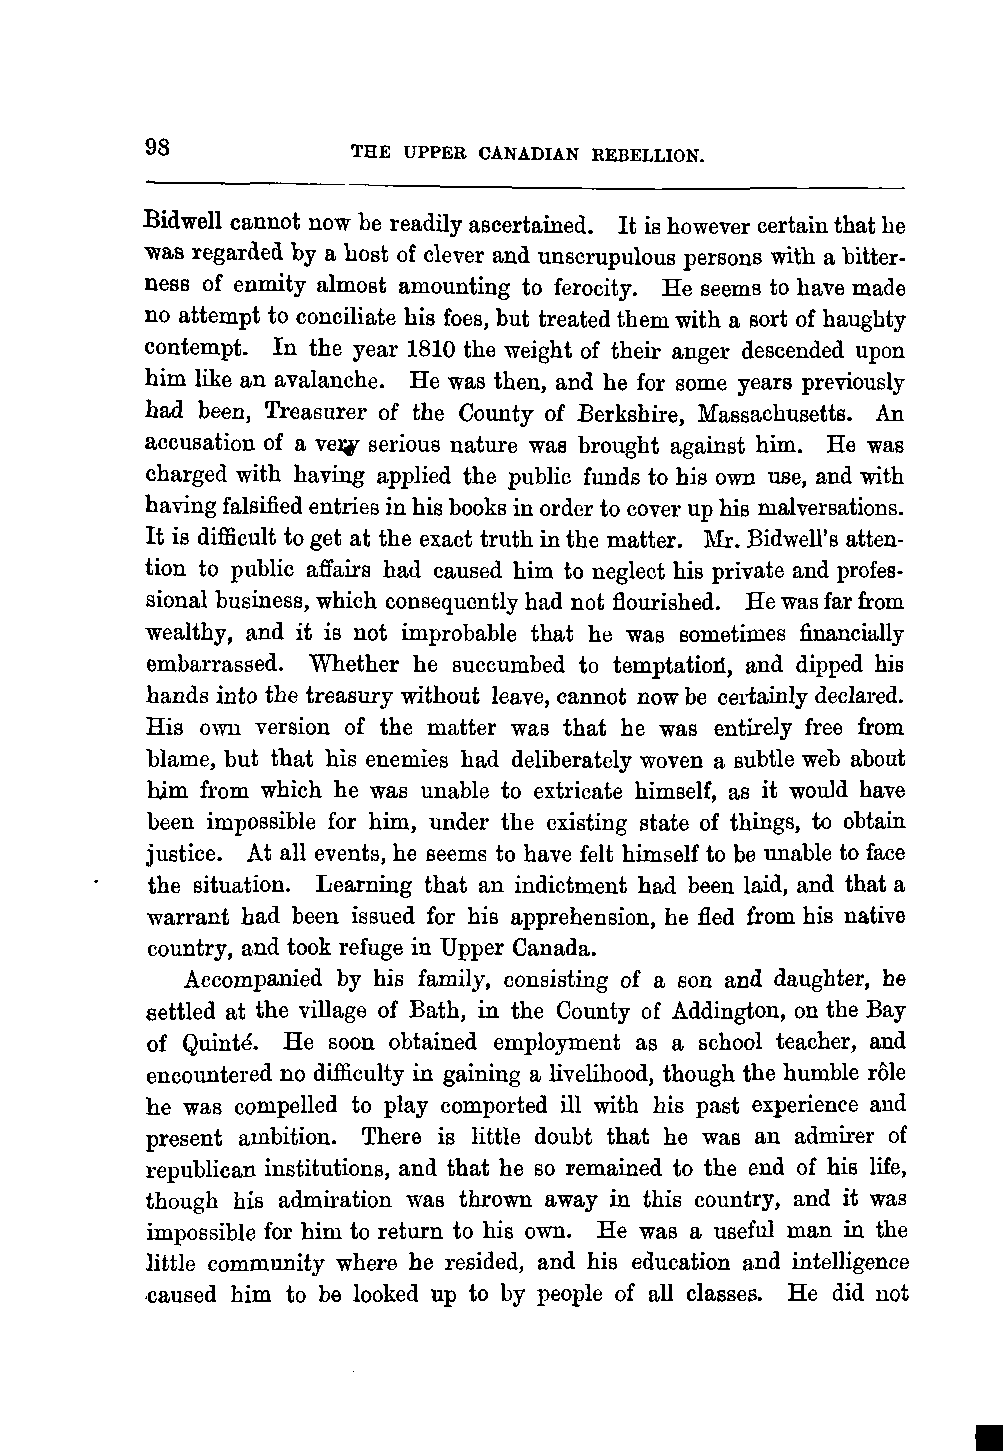 98 THE UPPER CANADIAN REBELLION.
Bidwell cannot now be readily ascertained. It is however certain that he
was regarded by a host of clever and unscrupulous persons with a bitter-
ness of enmity almost amounting to ferocity. He seems to have made
no attempt to conciliate his foes, but treated them with a sort of haughty
contempt. In the year 1810 the weight of their anger descended upon
him like an avalanche. He was then, and he for some years previously
had been, Treasurer of the County of Berkshire, Massachusetts. An
accusation of a very serious nature was brought against him. He was
charged with having applied the public funds to his own use, and with
having falsified entries in his books in order to cover up his malversations.
It is difficult to get at the exact truth in the matter. Mr. Bidwell's atten-
tion to public affairs had caused him to neglect his private and profes-
sional business, which consequently had not flourished. He was far from
wealthy, and it is not improbable that he was sometimes financially
embarrassed. Whether he succumbed to temptation, and dipped his
hands into the treasury without leave, cannot now be certainly declared.
His own version of the matter was that he was entirely free from
blame, but that his enemies had deliberately woven a subtle web about
him from which he was unable to extricate himself, as it would have
been impossible for him, under the existing state of things, to obtain
justice. At all events, he seems to have felt himself to be unable to face
the situation. Learning that an indictment had been laid, and that a
warrant had been issued for his apprehension, he fled from his native
country, and took refuge in Upper Canada.
Accompanied by his family, consisting of a son and daughter, he
settled at the village of Bath, in the County of Addington, on the Bay
of Quinté. He soon obtained employment as a school teacher, and
encountered no difficulty in gaining a livelihood, though the humble rôle
he was compelled to play comported ill with his past experience and
present ambition. There is little doubt that he was an admirer of
republican institutions, and that he so remained to the end of his life,
though his admiration was thrown away in this country, and it was
impossible for him to return to his own. He was a useful man in the
little community where he resided, and his education and intelligence
caused him to be looked up to by people of all classes. He did not